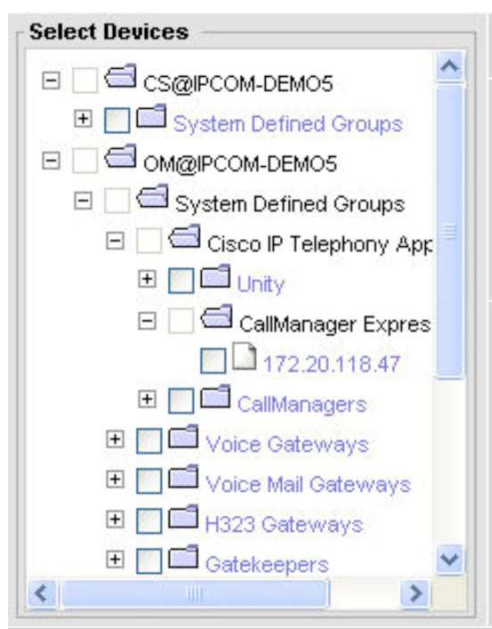 Select Devices
CS@IPCOM-DEMO5
System Defined Groups
OM@IPCOM-DEMO5
System Defined Groups
Cisco IP Telephony App
Unity
CallManager Expres
172.20.118.47
CallManagers
Voice Gateways
Voice Mail Gateways
H323 Gateways
Gatekeepers